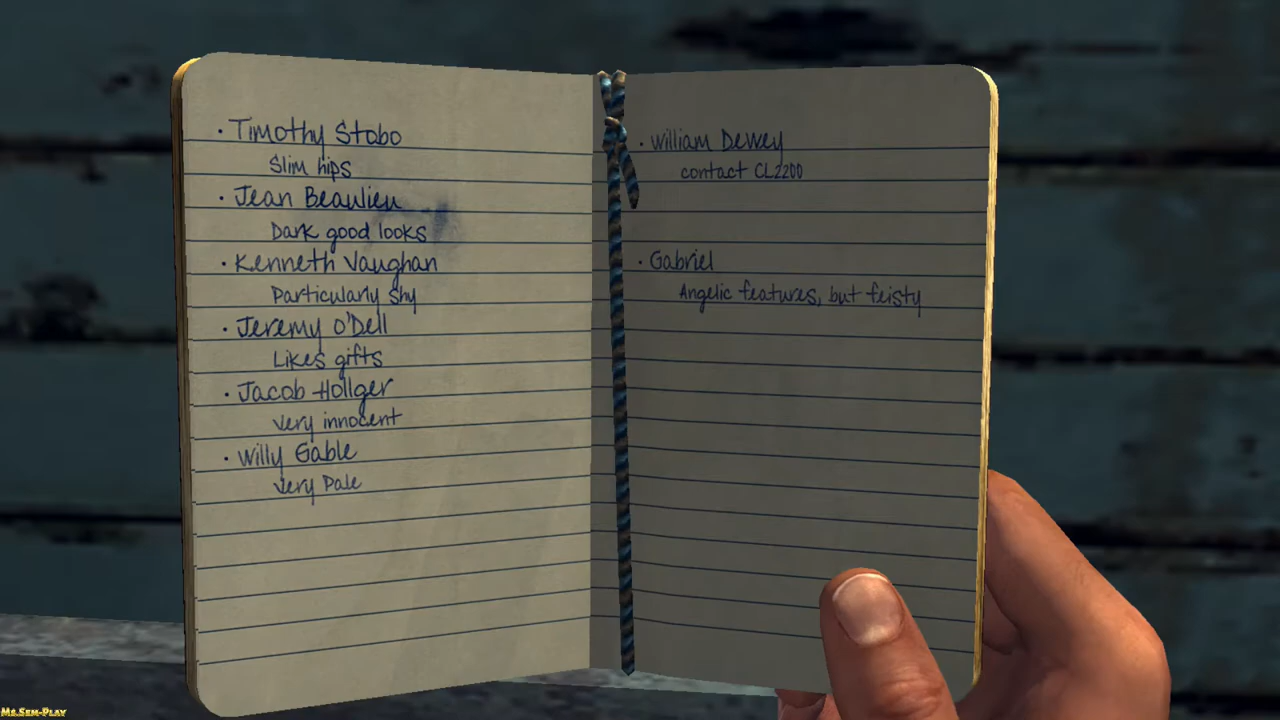 · Timothy Stabo
Slim hips
· Jean Beaulieu
Dark good looks
· Kenneth Vaughan
Particularly shy
· Jeremy O'Dell
Likes gifts
· Jacob Hollger
Very innocent
· Willy Gable
Very Pale
· William Dewey
contact CL2200
· Gabriel
Angelic features, but feisty
Ms.Sem-Play